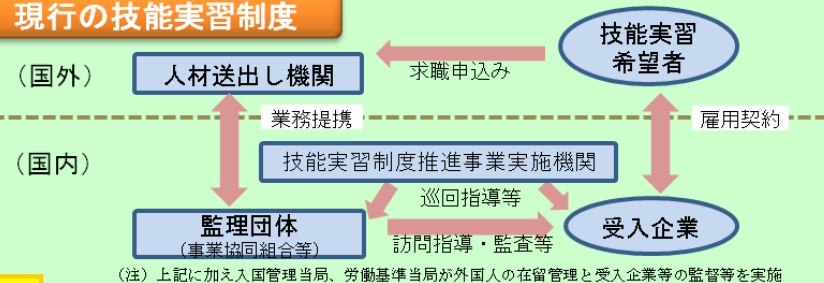 現行の技能実習制度
技能実習
希望者
(国外)
人材送出し機関
求職申込み
業務提携
雇用契約
(国内)
技能実習制度推進事業実施機関
巡回指導等
監理団体
(事業協同組合等)
訪問指導・監査等
受入企業
(注)上記に加え入国管理当局、労働基準当局が外国人の在留管理と受入企業等の監督等を実施